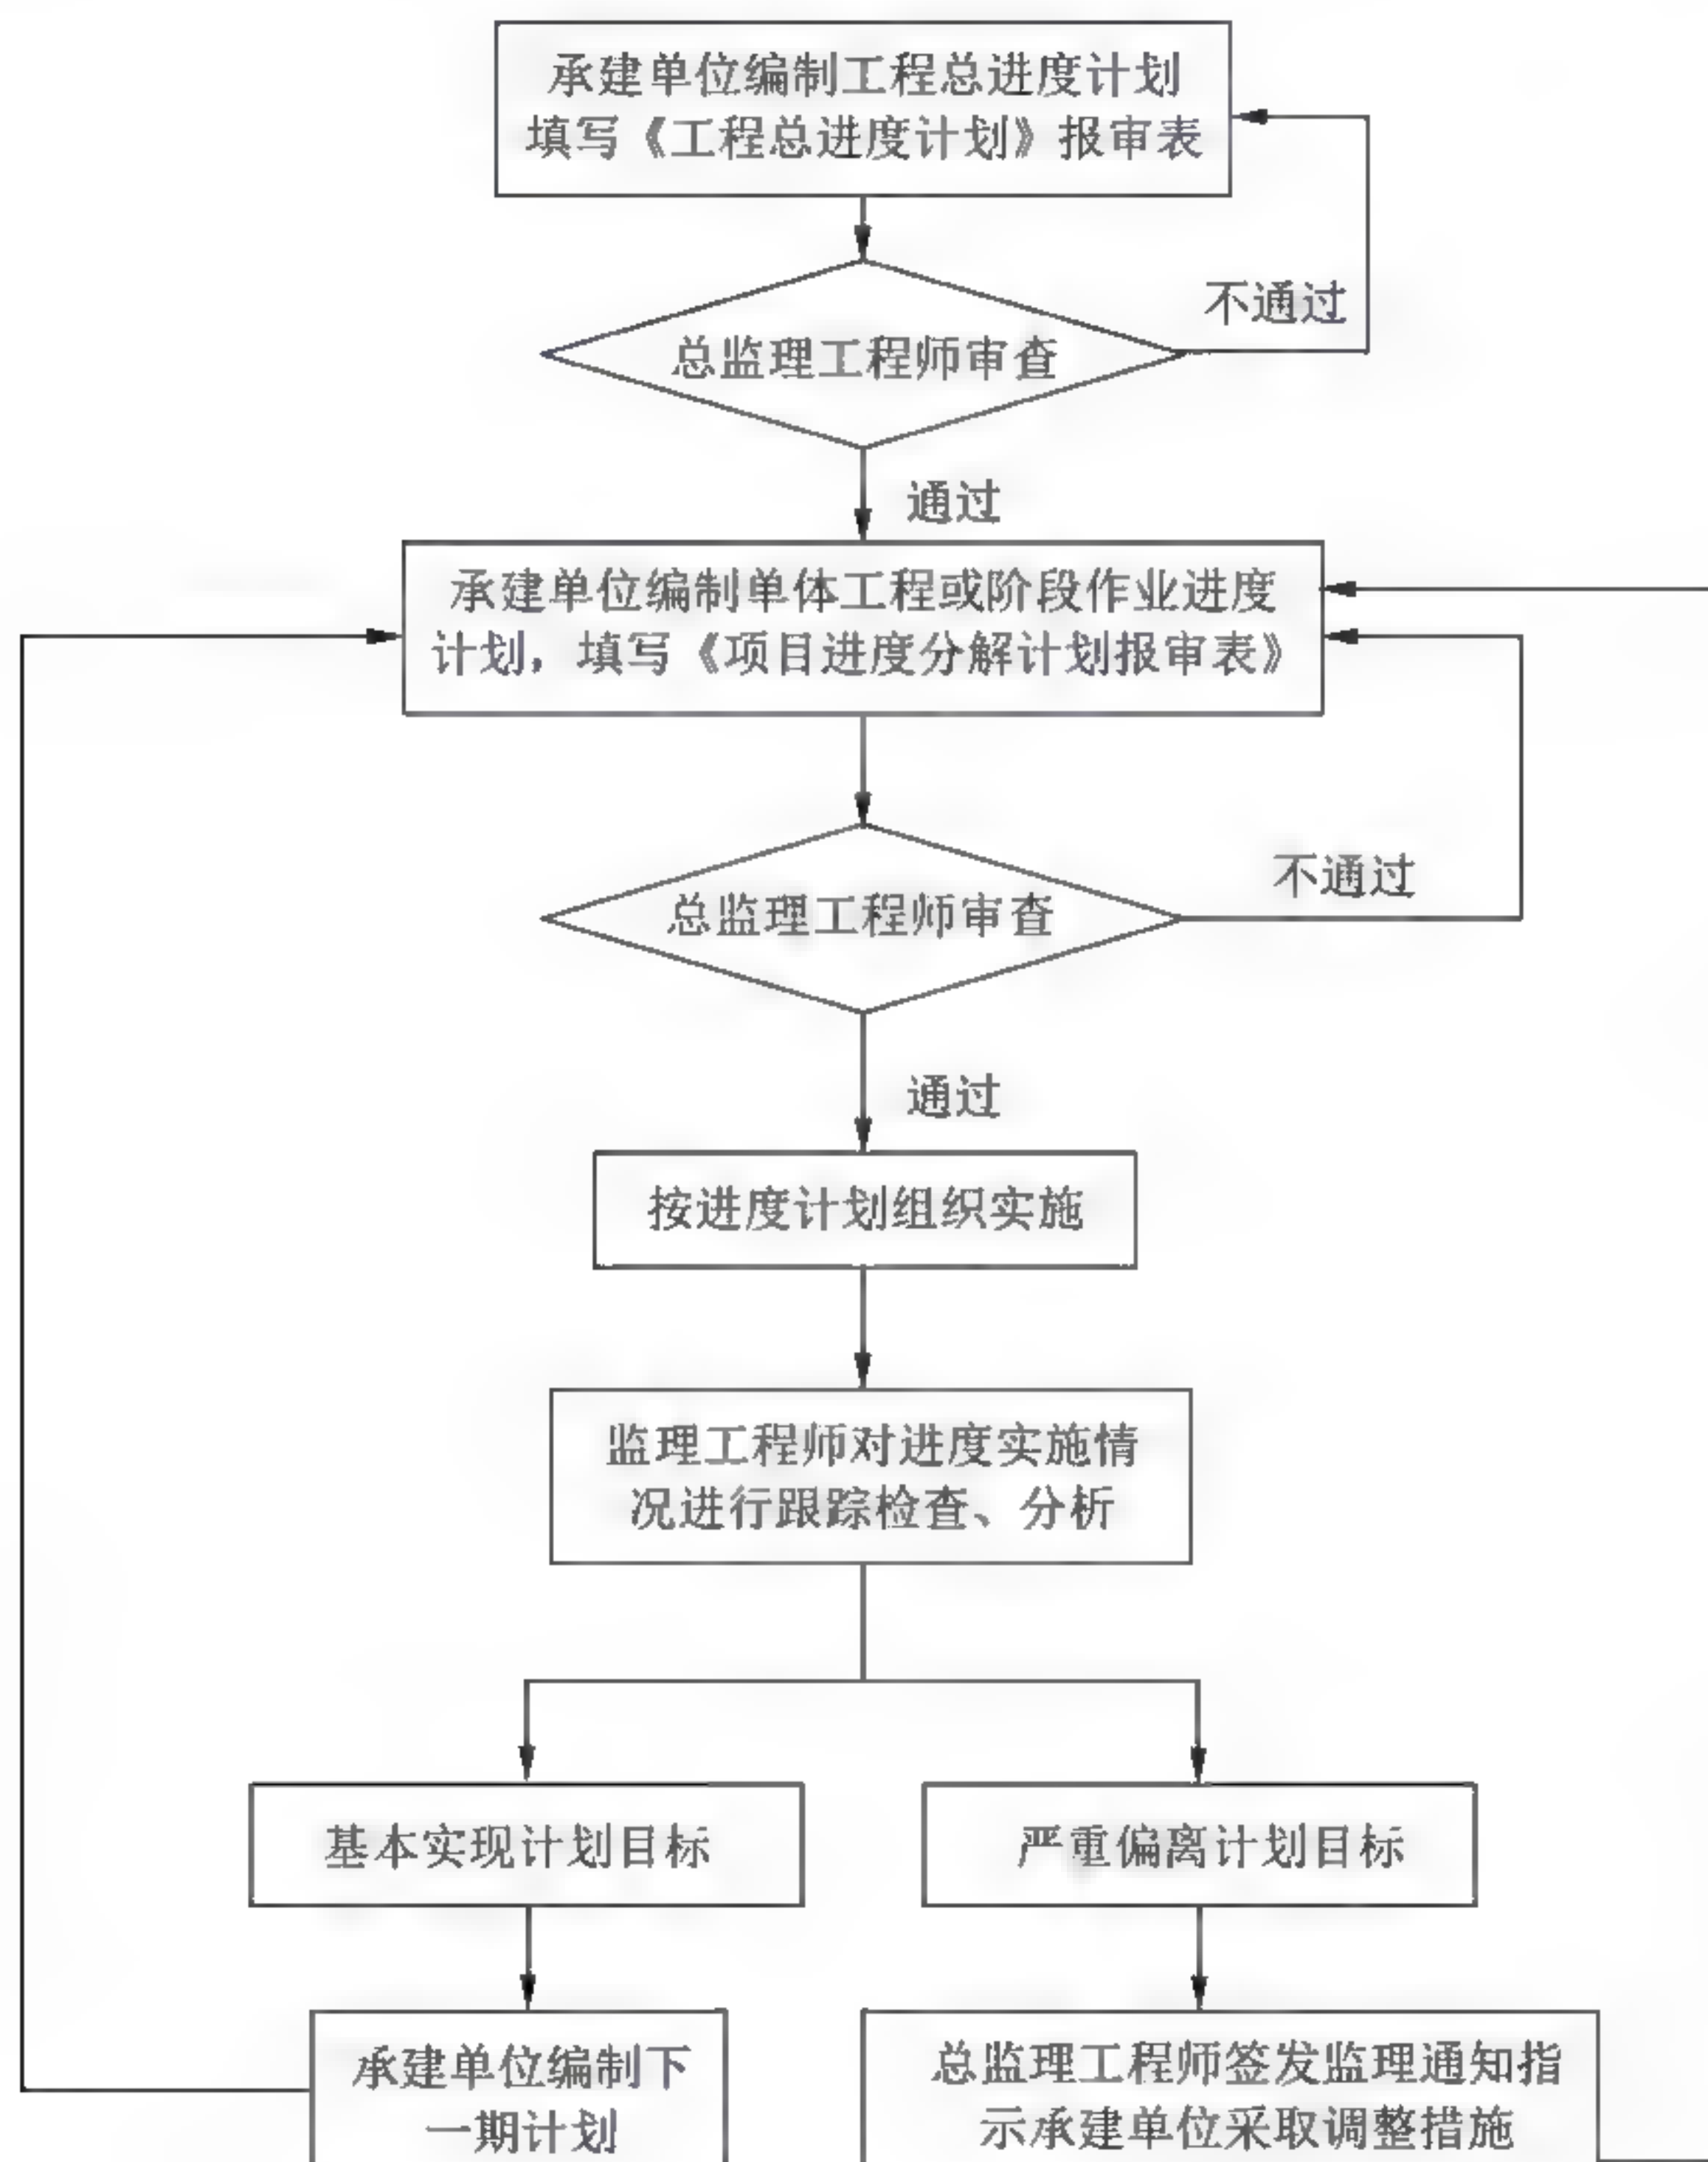 承建单位编制工程总进度计划
填写《工程总进度计划》报审表
不通过
总监理工程师审查
通过
承建单位编制单体工程或阶段作业进度
计划，填写《项目进度分解计划报审表》
不通过
总监理工程师审查
通过
按进度计划组织实施
监理工程师对进度实施情
况进行跟踪检查、分析
基本实现计划目标
严重偏离计划目标
承建单位编制下
一期计划
总监理工程师签发监理通知指
示承建单位采取调整措施